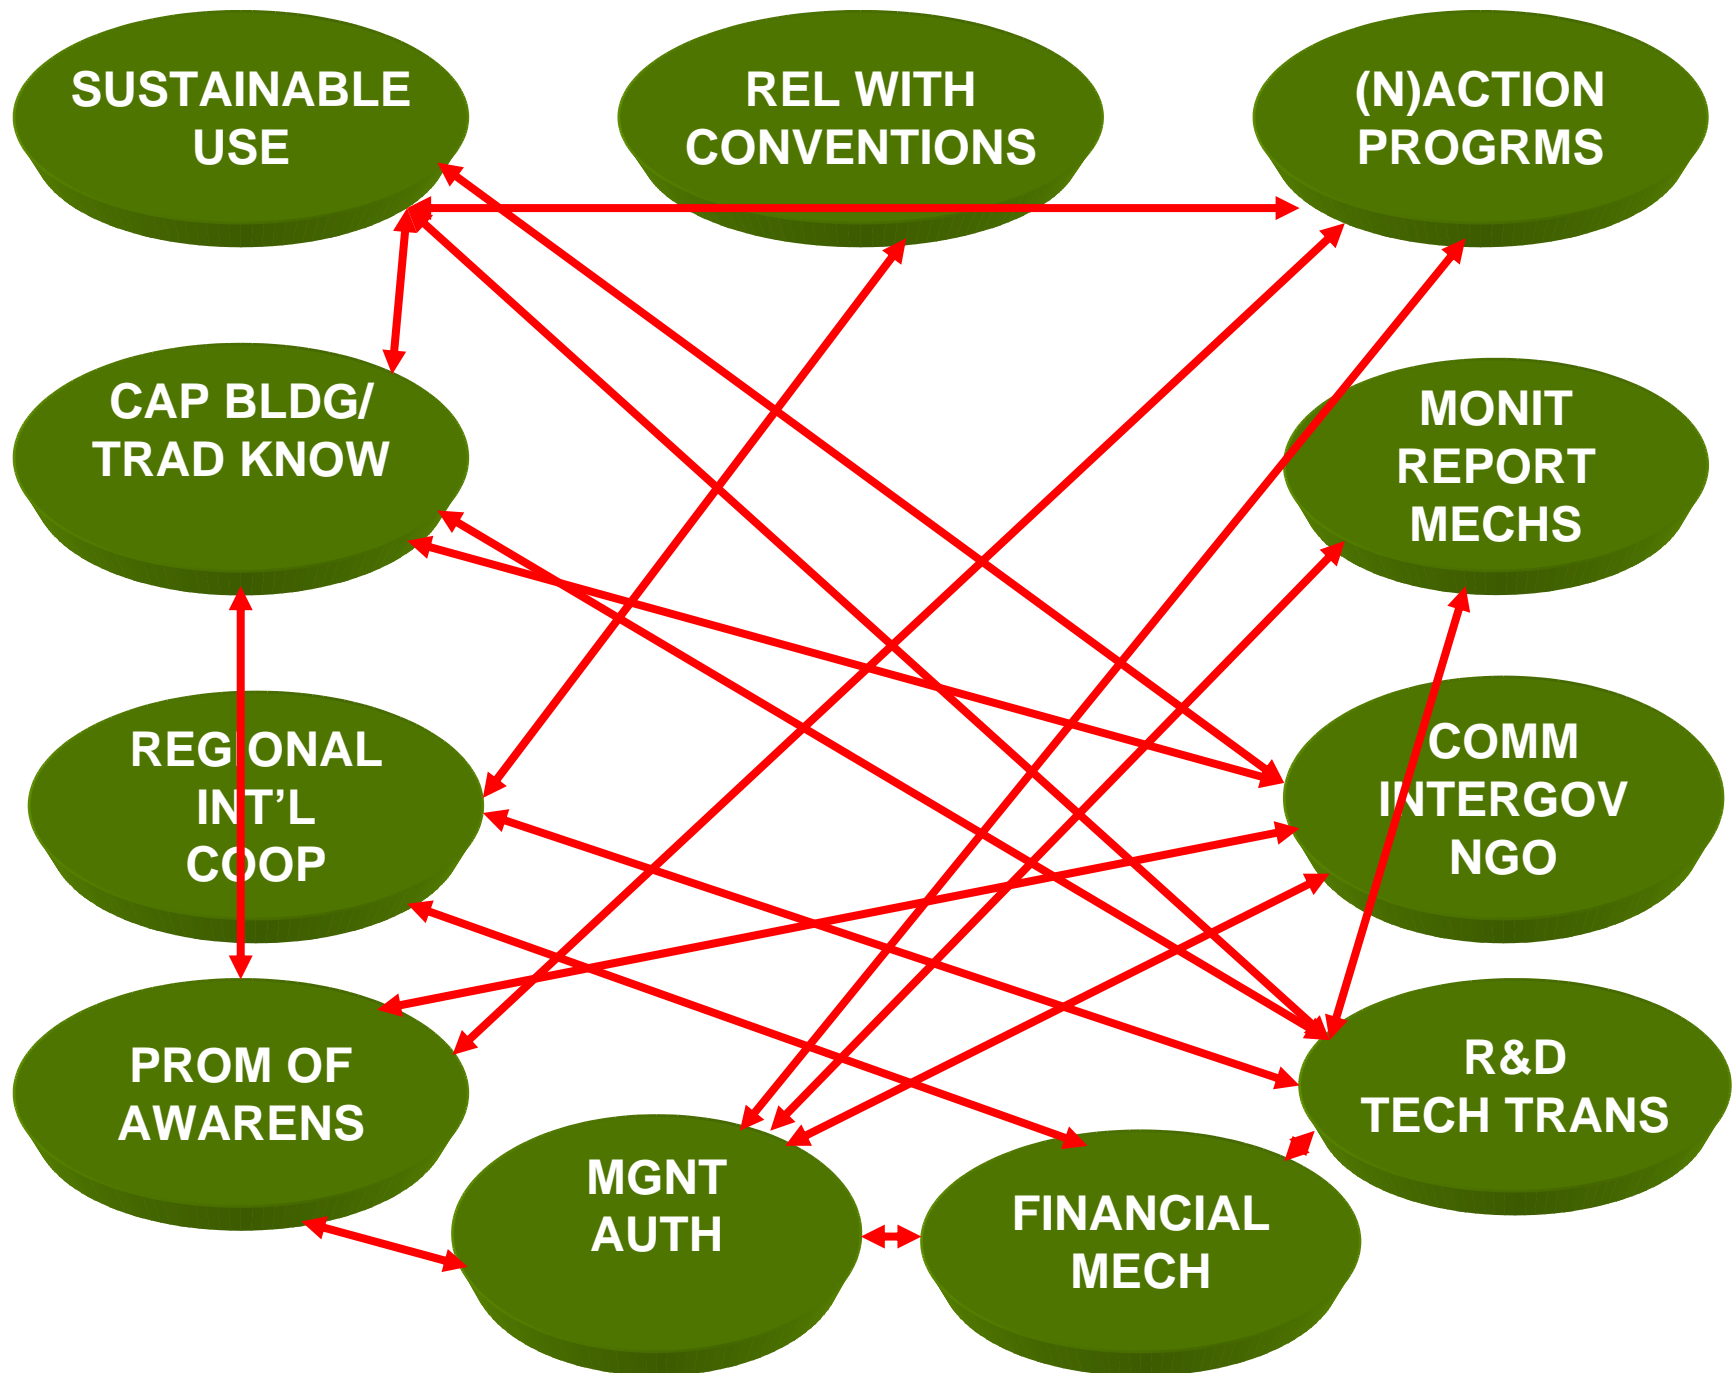 SUSTAINABLE
USE
REL WITH
CONVENTIONS
(N)ACTION
PROGRMS
CAP BLDG/
TRAD KNOW
MONIT
REPORT
MECHS
REGIONAL
INT’L
COOP
COMM
INTERGOV
NGO
PROM OF
AWARENS
R&D
TECH TRANS
MGNT
AUTH
FINANCIAL
MECH